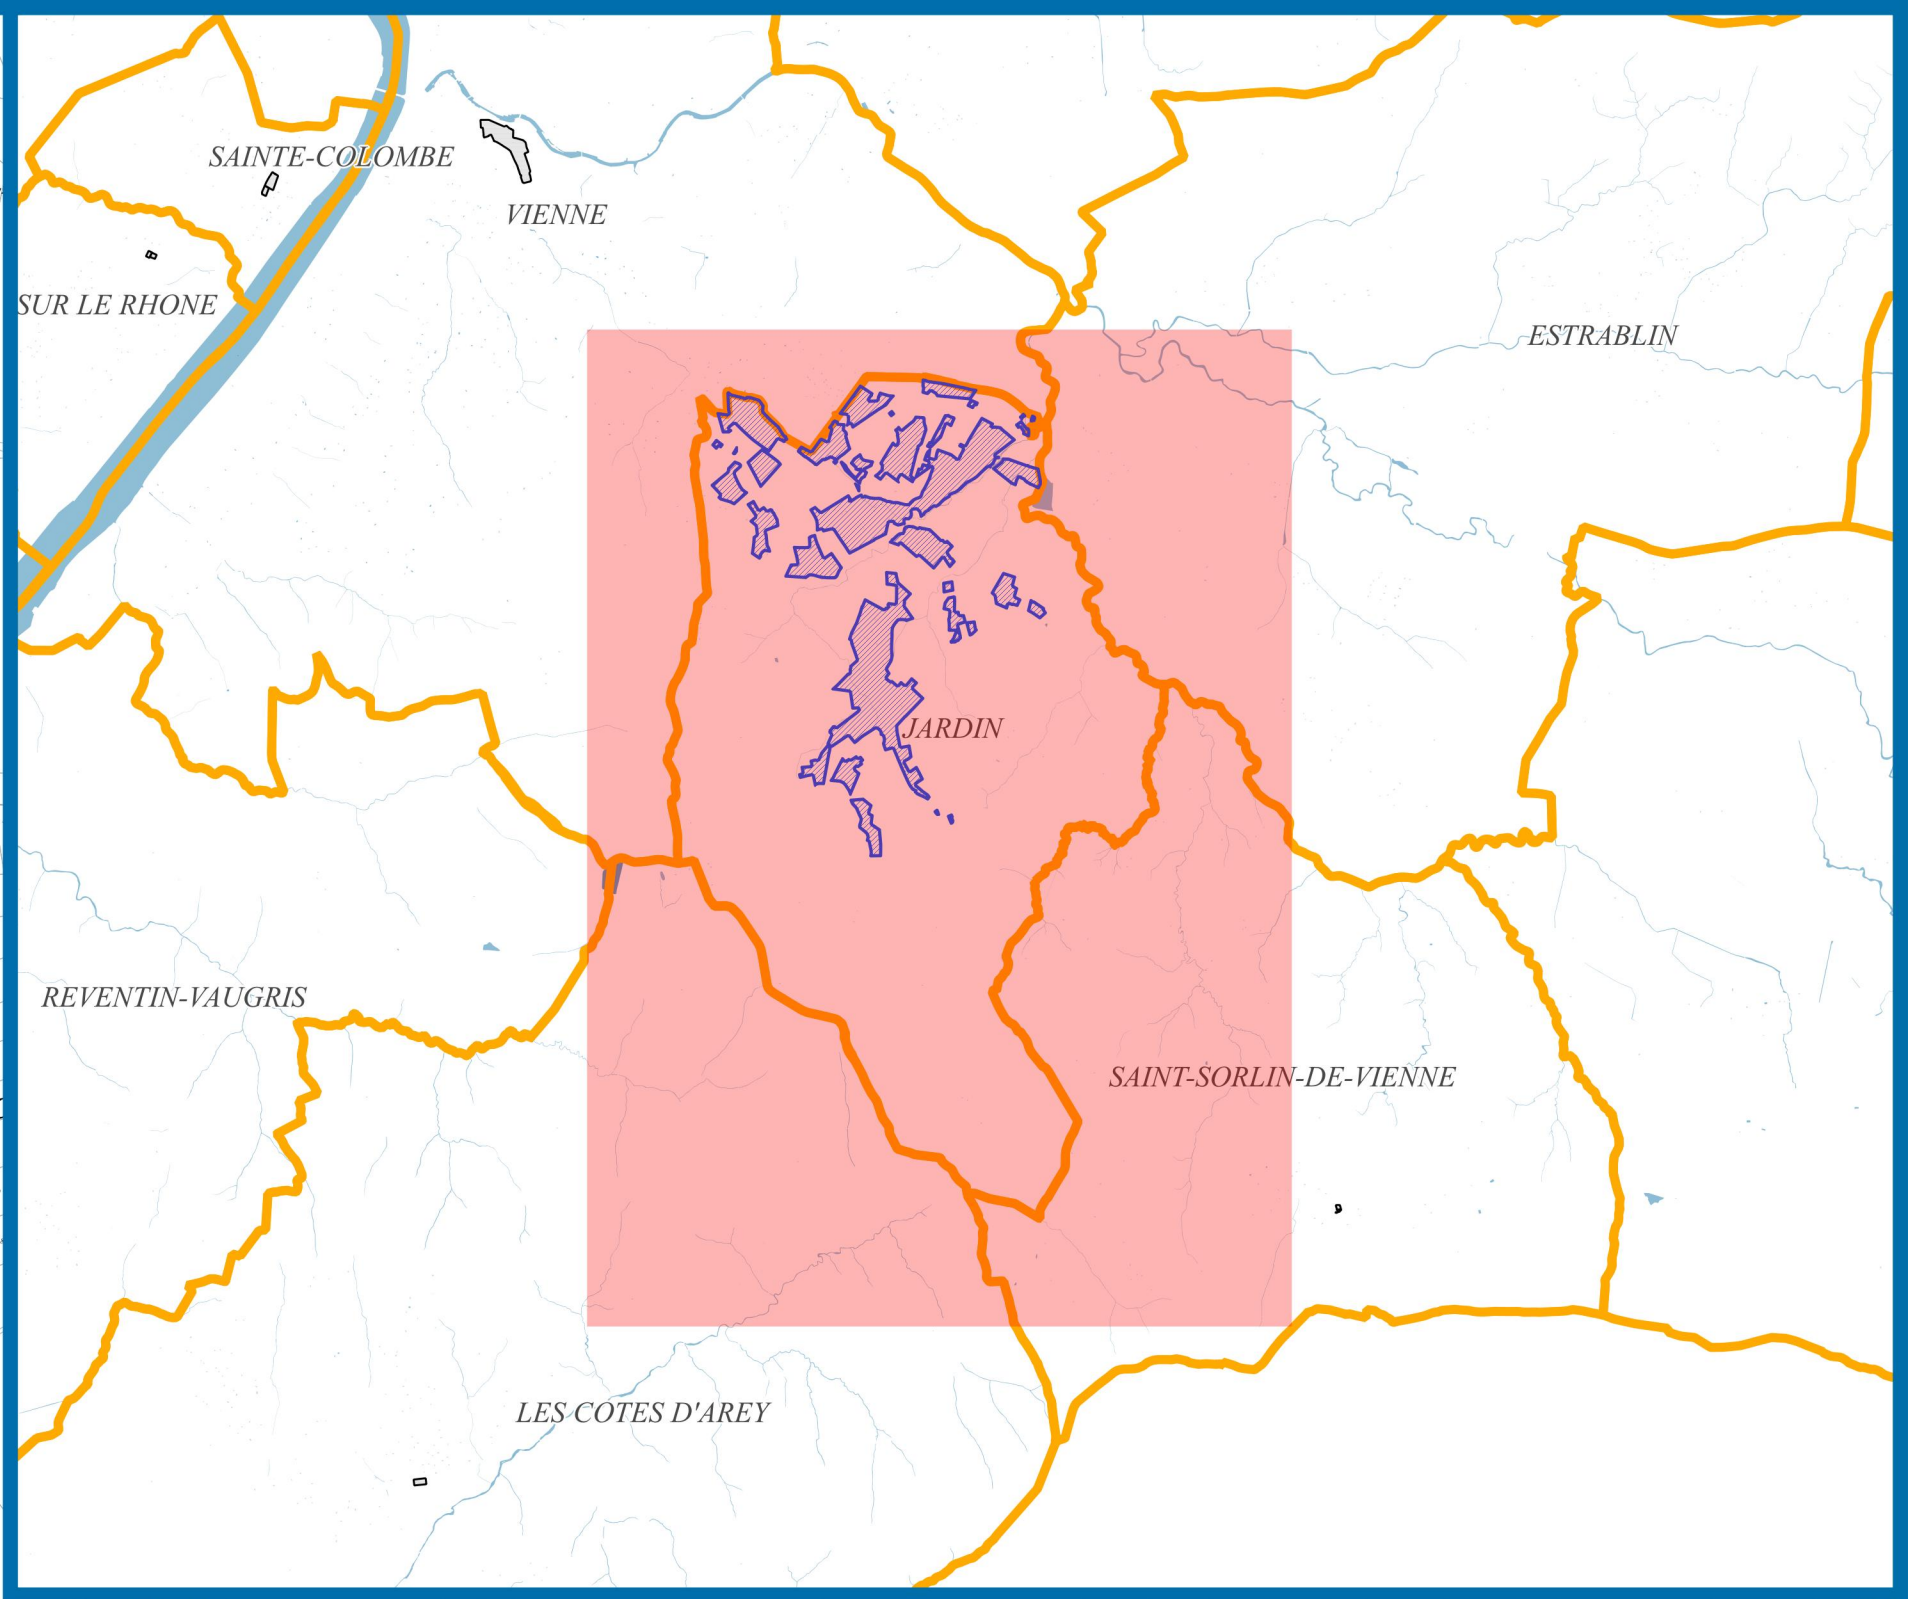 SAINTE-COLOMBE
VIENNE
SUR LE RHONE
ESTRABLIN
JARDIN
REVENTIN-VAUGRIS
SAINT-SORLIN-DE-VIENNE
LES COTES D'AREY